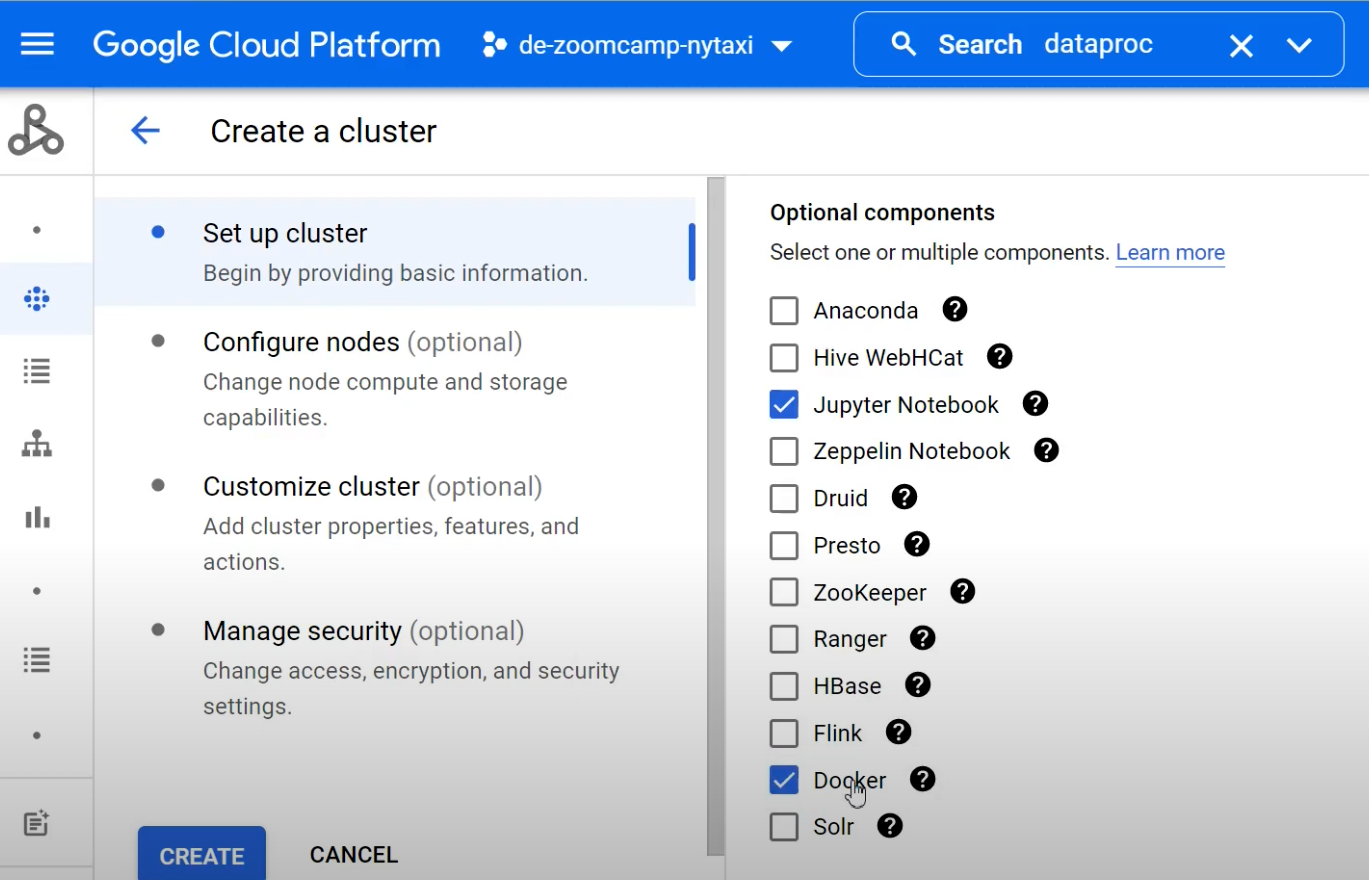 Google Cloud Platform
de-zoomcamp-nytaxi
Search dataproc
Create a cluster
Set up cluster
Begin by providing basic information.
Configure nodes (optional)
Change node compute and storage
capabilities.
Customize cluster (optional)
Add cluster properties, features, and
actions.
Manage security (optional)
Change access, encryption, and security
settings.
CREATE
CANCEL
Optional components
Select one or multiple components. Learn more
Anaconda
Hive WebHCat
Jupyter Notebook
Zeppelin Notebook
Druid
Presto
ZooKeeper
Ranger
HBase
Flink
Docker
Solr